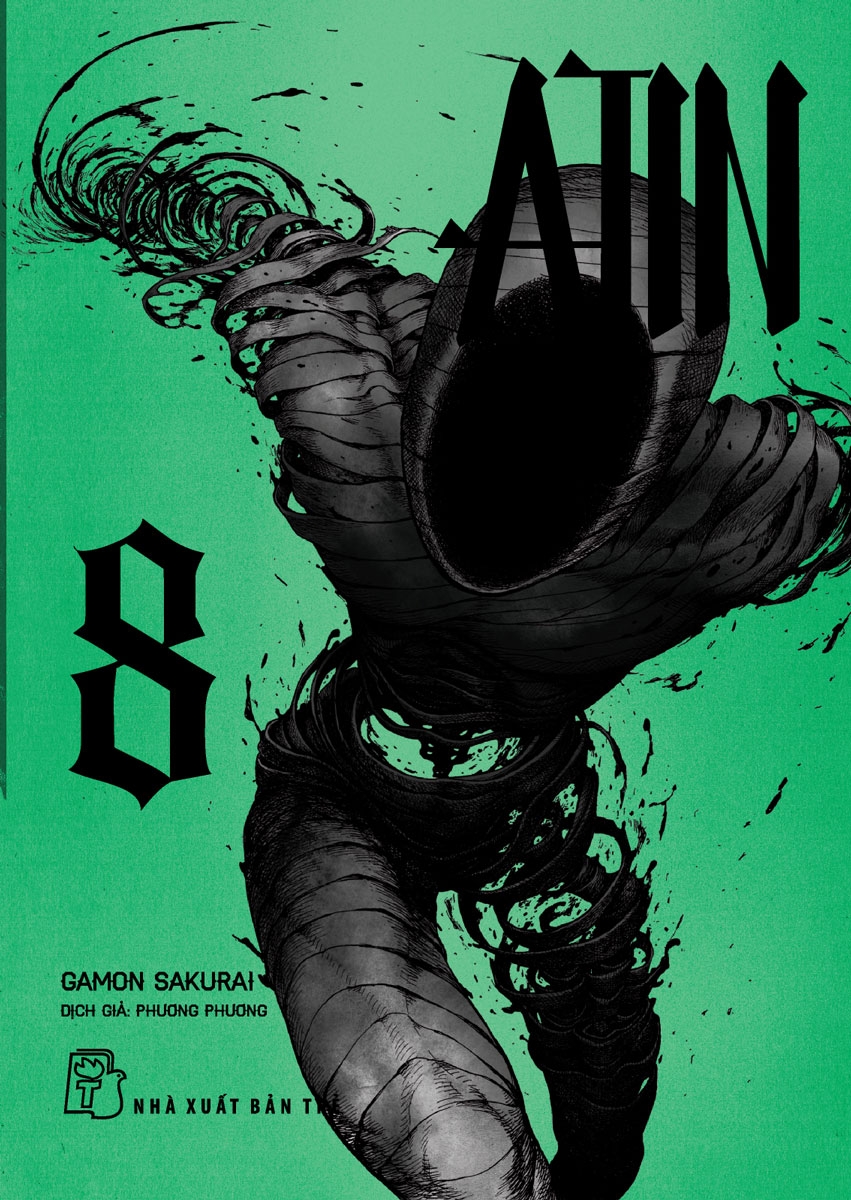 AJIN
8
GAMON SAKURAI
DỊCH GIẢ: PHƯƠNG PHƯƠNG
T
NHÀ XUẤT BẢN TRẺ